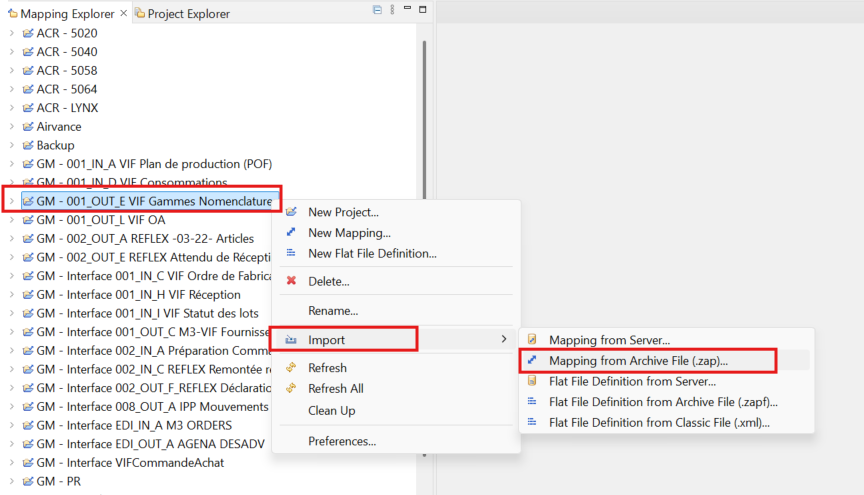 Mapping Explorer × Project Explorer
ACR - 5020
ACR - 5040
ACR - 5058
ACR - 5064
ACR - LYNX
Airvance
Backup
GM - 001_IN_A VIF Plan de production (POF)
GM - 001_IN_D VIF Consommations
GM - 001_OUT_E VIF Gammes Nomenclature
GM - 001_OUT_L VIF OA
GM - 002_OUT_A REFLEX -03-22- Articles
GM - 002_OUT_E REFLEX Attendu de Récepti
GM - Interface 001_IN_C VIF Ordre de Fabrica
GM - Interface 001_IN_H VIF Réception
GM - Interface 001_IN_I VIF Statut des lots
GM - Interface 001_OUT_C M3-VIF Fournisse
GM - Interface 002_IN_A Préparation Comm
GM - Interface 002_IN_C REFLEX Remontée r
GM - Interface 002_OUT_F_REFLEX Déclaratic
GM - Interface 008_OUT_A IPP Mouvements
GM - Interface EDI_IN_A M3 ORDERS
GM - Interface EDI_OUT_A AGENA DESADV
GM - Interface VIFCommandeAchat
GM - PR
New Project...
New Mapping...
New Flat File Definition...
Delete...
Rename...
Import
Refresh
Refresh All
Clean Up
Preferences...
Mapping from Server...
Mapping from Archive File (.zap)...
Flat File Definition from Server...
Flat File Definition from Archive File (.zapf)...
Flat File Definition from Classic File (.xml)...